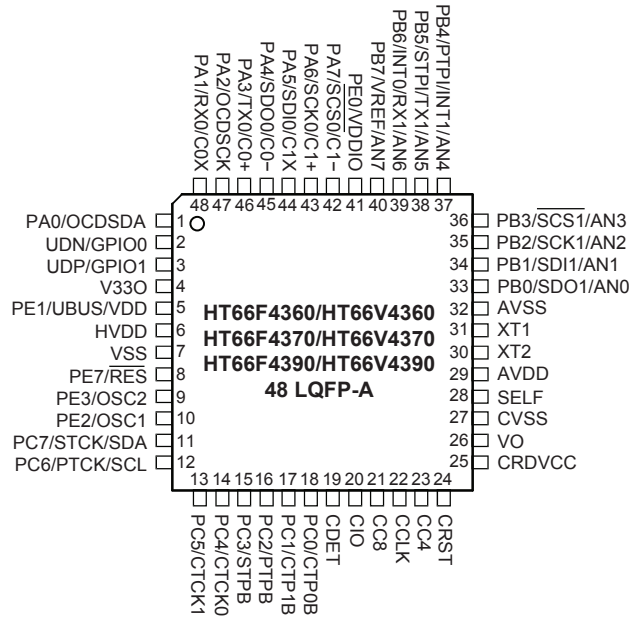 PA1/RX0/C0X
PA2/OCDSCK
PA3/TX0/C0+
PA4/SDO0/C0−
PA5/SDI0/C1X
PA6/SCK0/C1+
PA7/SCS0/C1−
PE0/VDDIO
PB7/VREF/AN7
PB6/INT0/RX1/AN6
PB5/STPI/TX1/AN5
PB4/PTPI/INT1/AN4
48 47 46 45 44 43 42 41 40 39 38 37
PA0/OCDSDA 1
UDN/GPIO0 2
UDP/GPIO1 3
V33O 4
PE1/UBUS/VDD 5
HVDD 6
VSS 7
PE7/RES 8
PE3/OSC2 9
PE2/OSC1 10
PC7/STCK/SDA 11
PC6/PTCK/SCL 12
HT66F4360/HT66V4360
HT66F4370/HT66V4370
HT66F4390/HT66V4390
48 LQFP-A
36 PB3/SCS1/AN3
35 PB2/SCK1/AN2
34 PB1/SDI1/AN1
33 PB0/SDO1/AN0
32 AVSS
31 XT1
30 XT2
29 AVDD
28 SELF
27 CVSS
26 VO
25 CRDVCC
13 14 15 16 17 18 19 20 21 22 23 24
PC5/CTCK1
PC4/CTCK0
PC3/STPB
PC2/PTPB
PC1/CTP1B
PC0/CTP0B
CDET
CIO
CC8
CCLK
CC4
CRST